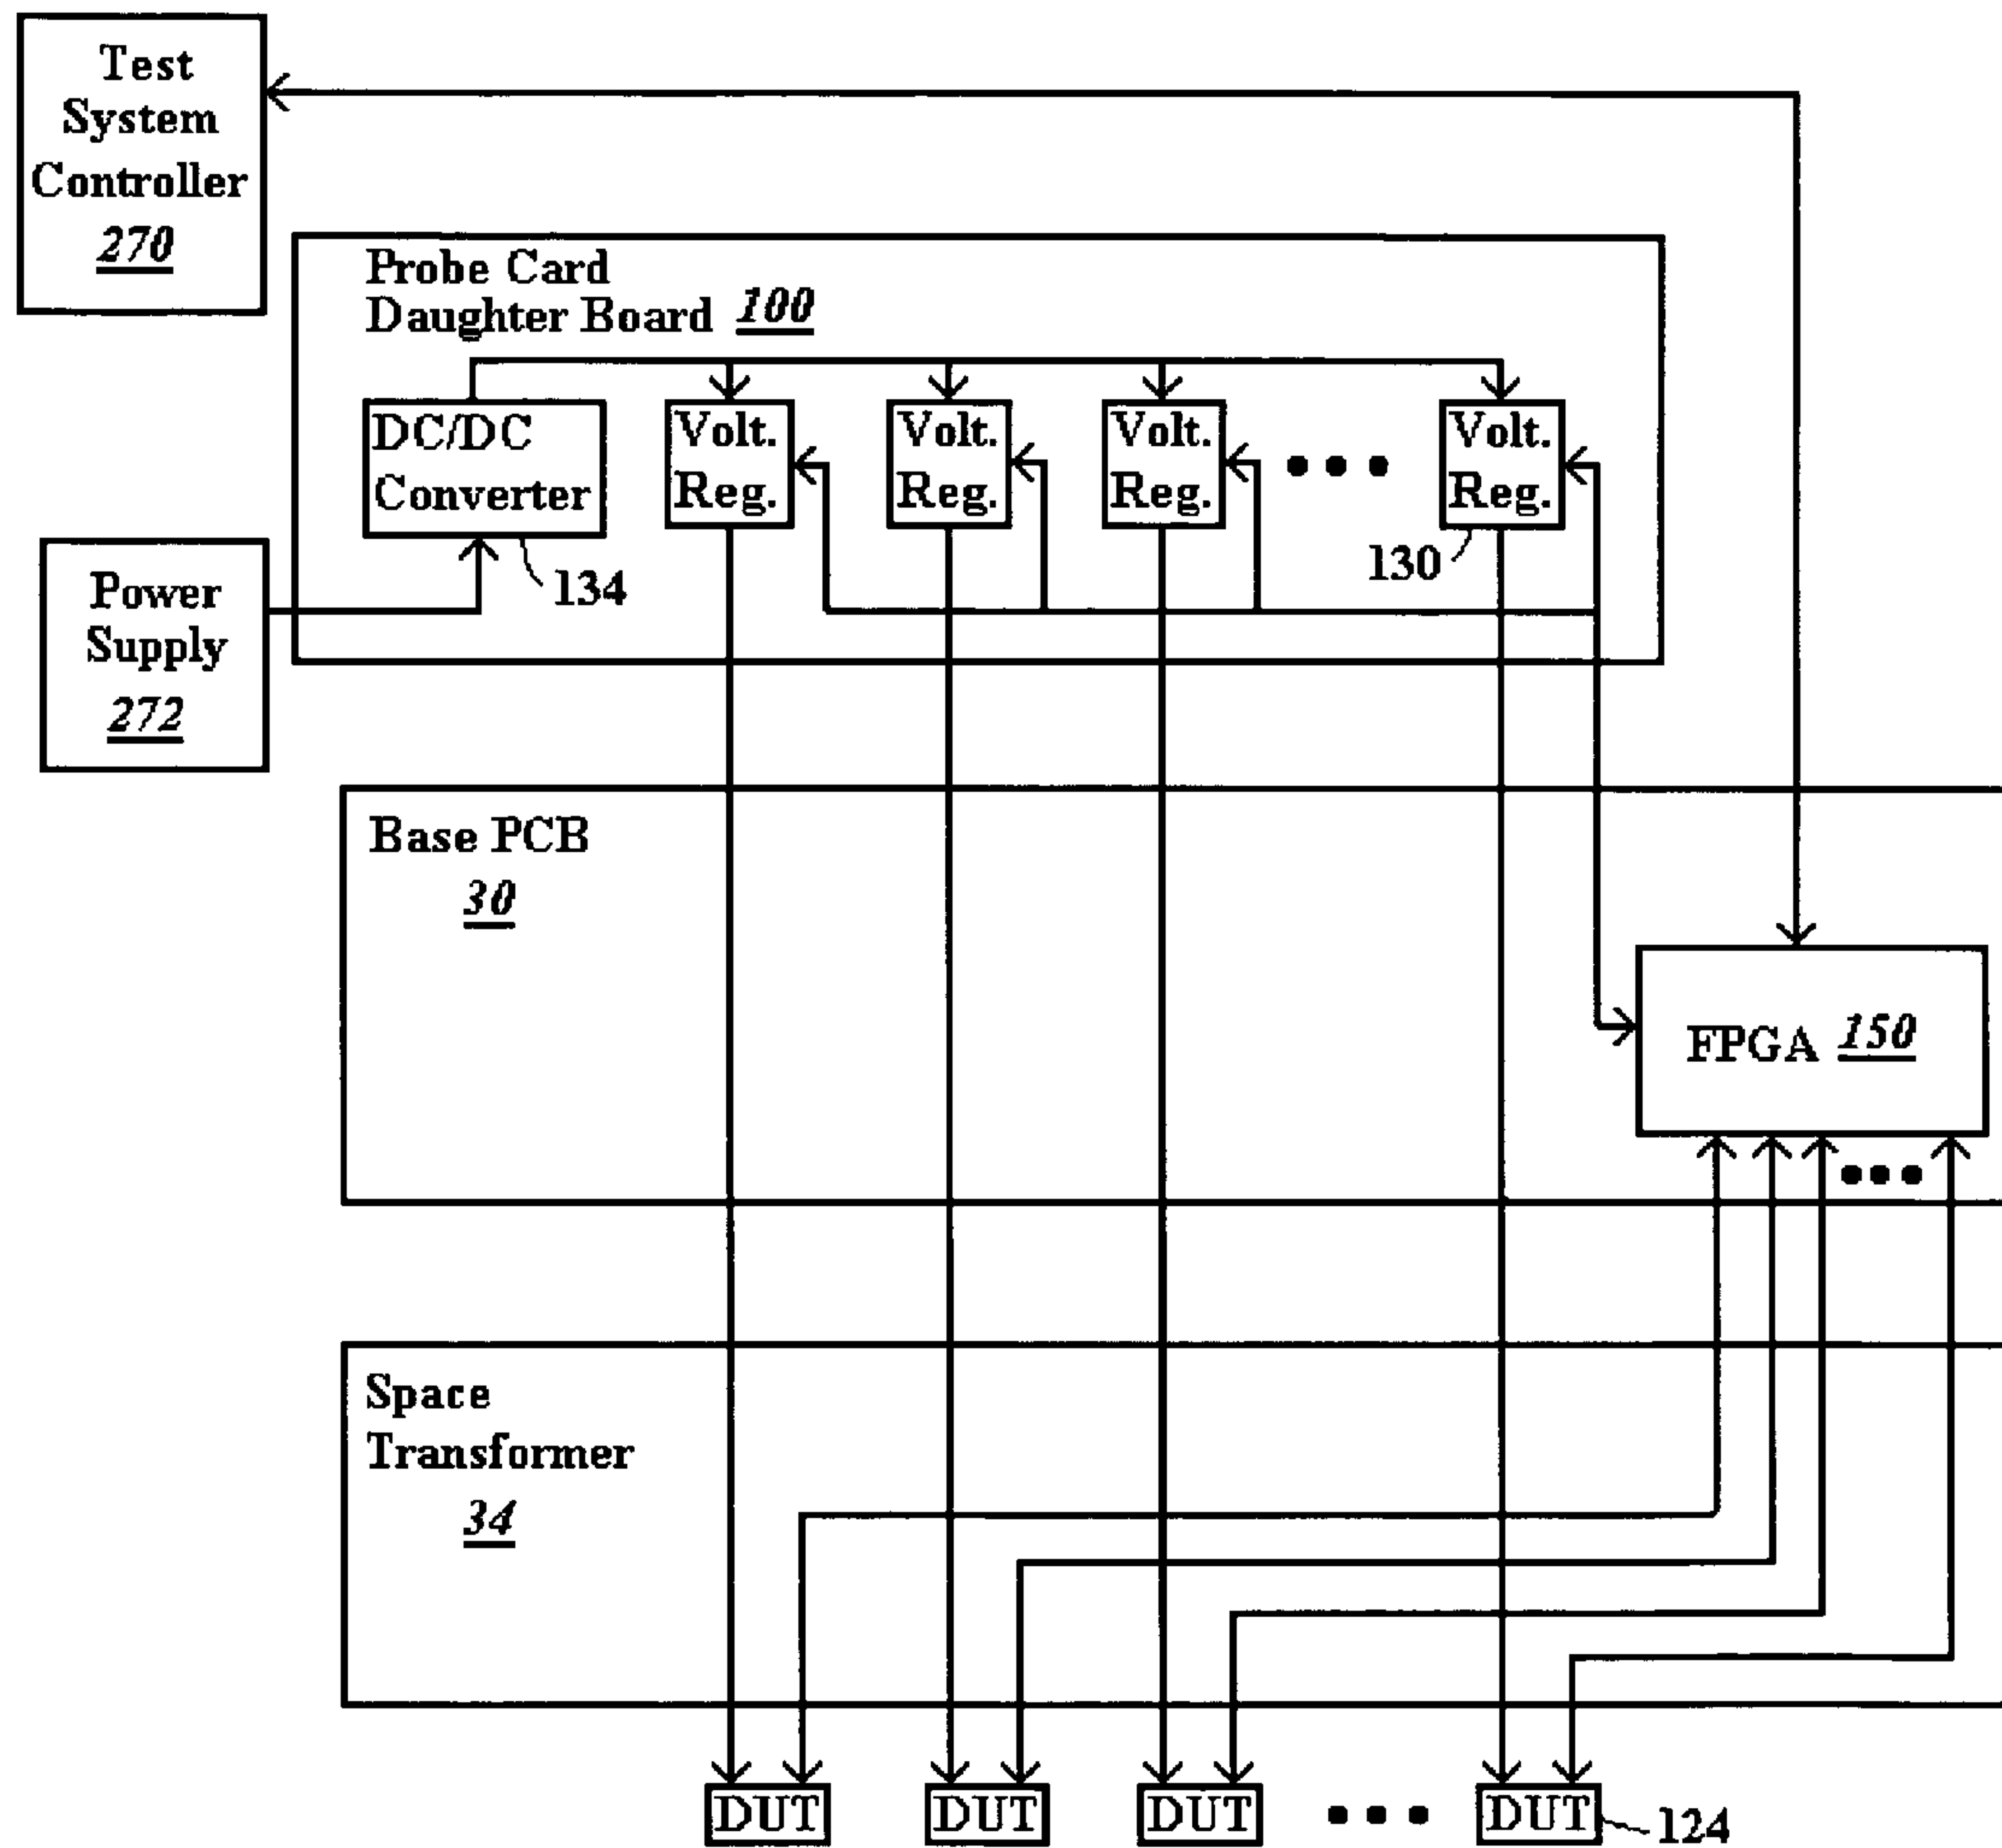 Test
System
Controller
270
Probe Card
Daughter Board 100
DC/DC
Converter
Volt.
Reg.
Volt.
Reg.
Volt.
Reg.
Volt.
Reg.
134
130
Power
Supply
272
Base PCB
30
FPGA 150
Space
Transformer
34
DUT
DUT
DUT
DUT
124